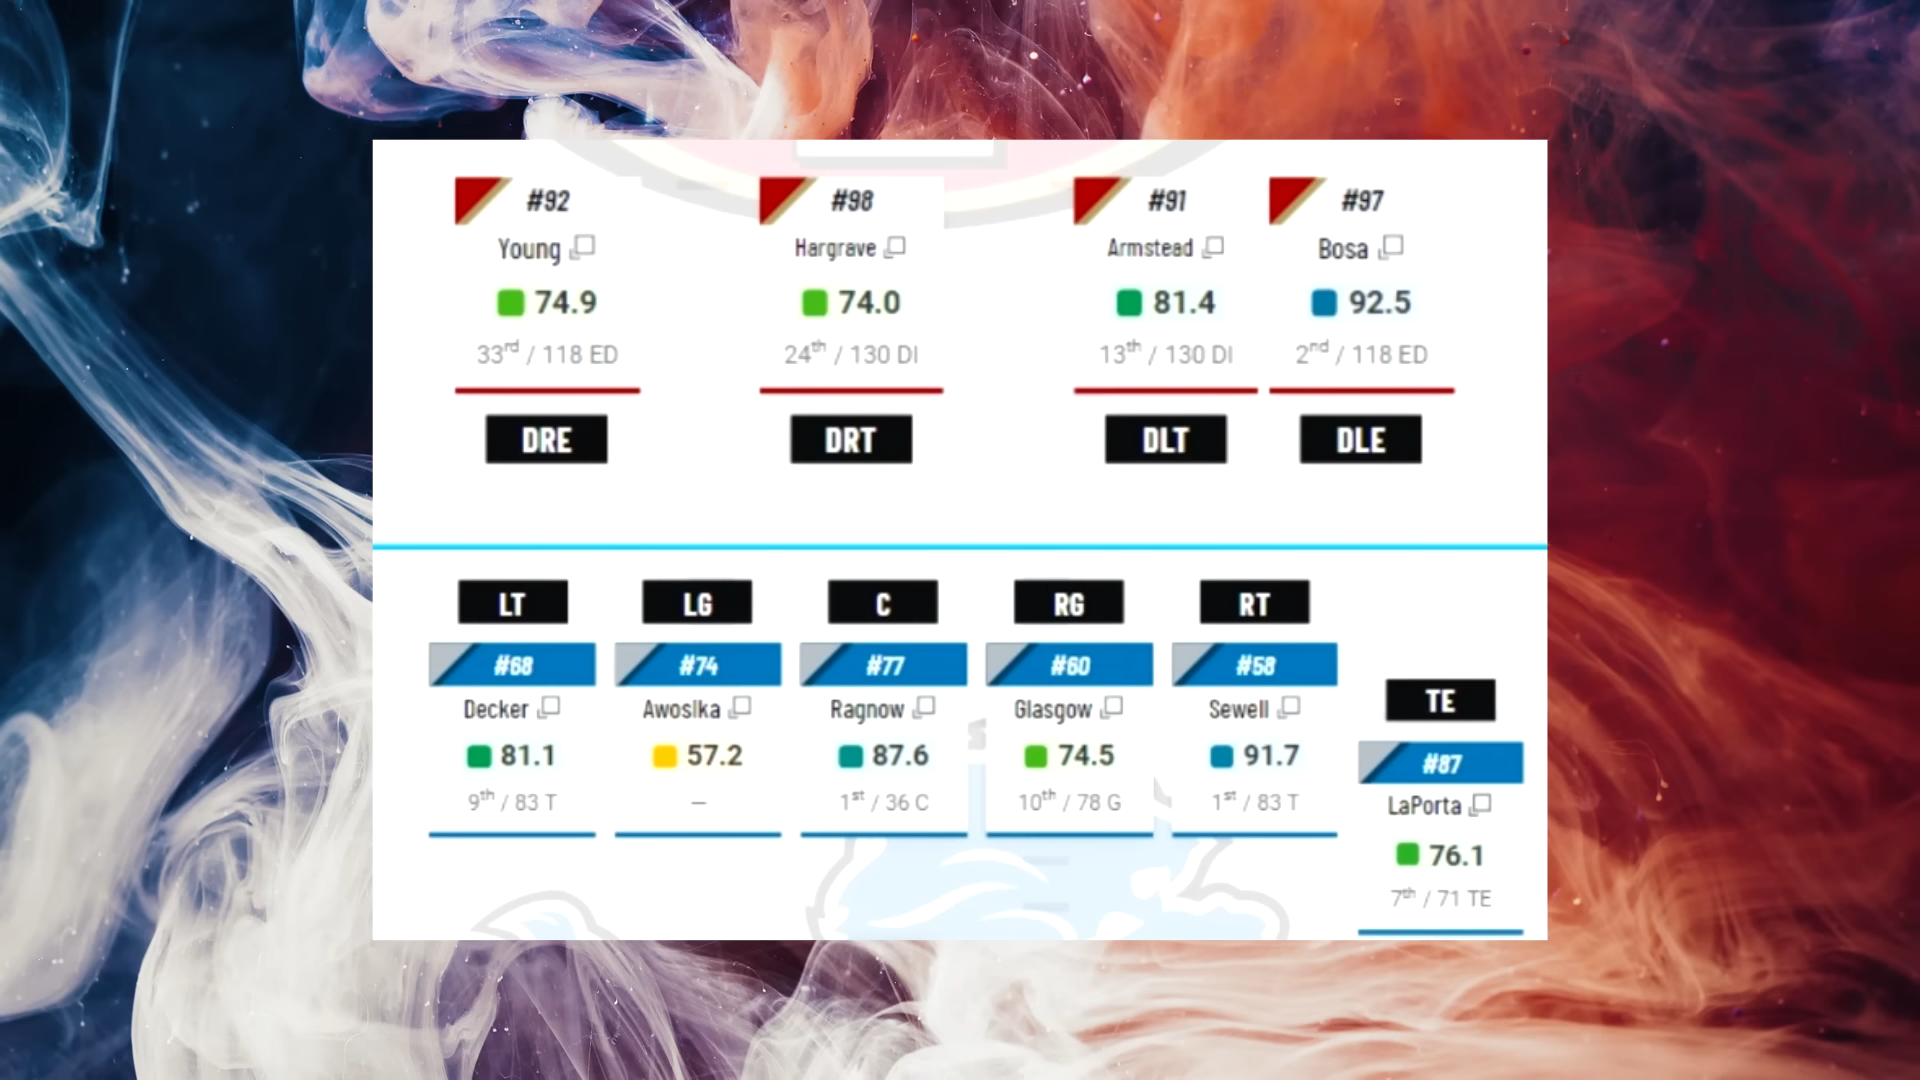 #92 #98 #91 #97
Young Hargrave Armstead Bosa
74.9 74.0 81.4 92.5
33rd / 118 ED 24th / 130 DI 13th / 130 DI 2nd / 118 ED
DRE DRT DLT DLE
LT LG C RG RT
#68 #74 #77 #60 #58
Decker Awosika Ragnow Glasgow Sewell
81.1 57.2 87.6 74.5 91.7
9th / 83 T — 1st / 36 C 10th / 78 G 1st / 83 T
TE
#87
LaPorta
76.1
7th / 71 TE